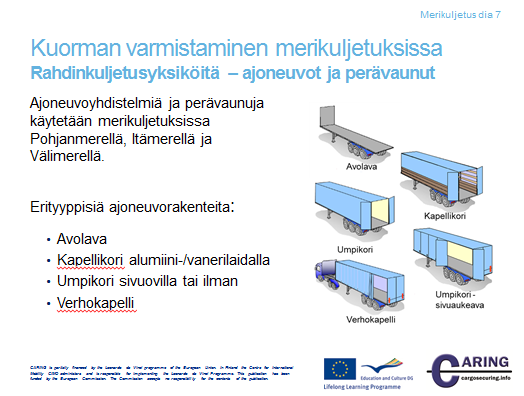 Merikuljetus dia 7
Kuorman varmistaminen merikuljetuksissa
Rahdinkuljetusyksiköitä – ajoneuvot ja perävaunut
Ajoneuvoyhdistelmiä ja perävaunuja
käytetään merikuljetuksissa
Pohjanmerellä, Itämerellä ja
Välimerellä.
Erityyppisiä ajoneuvorakenteita:
• Avolava
• Kapellikori alumiini-/vanerilaidalla
• Umpikori sivuovilla tai ilman
• Verhokapelli
Avolava
Kapellikori
Umpikori
Umpikori -
sivuaukeava
Verhokapelli
CARING is partially financed by the Leonardo da Vinci programme of the European Union. In Finland the Centre for International
Mobility CIMO administers and is responsible for implementing the Leonardo da Vinci Programme. This publication has been
funded by the European Commission. The Commission accepts no responsibility for the contents of the publication.
Education and Culture DG
Lifelong Learning Programme
CARING
cargosecuring.info